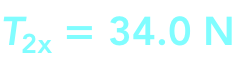 T₂ₓ = 34.0 N